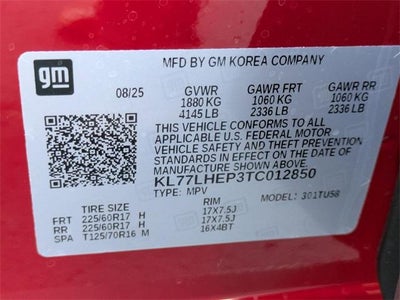 gm
MFD BY GM KOREA COMPANY
08/25 GVWR GAWR FRT GAWR RR
1880 KG 1060 KG 1060 KG
4145 LB 2336 LB 2336 LB
THIS VEHICLE CONFORMS TO ALL
APPLICABLE U.S. FEDERAL MOTOR
VEHICLE SAFETY AND THEFT
PREVENTION STANDARDS IN EFFECT
ON THE DATE OF
MANUFACTURE SHOWN ABOVE.
KL77LHEP3TC012850
TYPE: MPV MODEL: 301TU58
TIRE SIZE RIM
FRT 225/60R17 H 17X7.5J
RR 225/60R17 H 17X7.5J
SPA T125/70R16 M 16X4BT